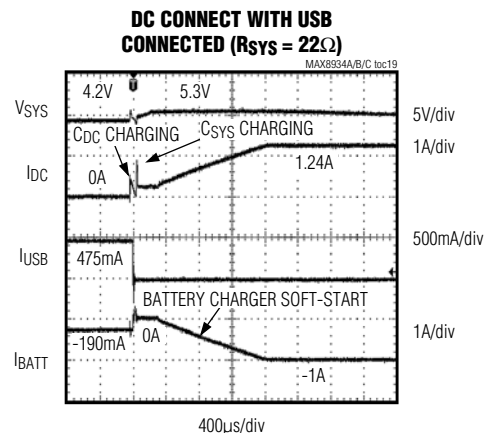 DC CONNECT WITH USB
CONNECTED (RSYS = 22Ω)
MAX8934A/B/C toc19
4.2V 5.3V
VSYS 5V/div
CDC CHARGING CSYS CHARGING
1A/div
IDC 0A 1.24A
500mA/div
IUSB 475mA
BATTERY CHARGER SOFT-START
-190mA 0A 1A/div
IBATT -1A
400µs/div